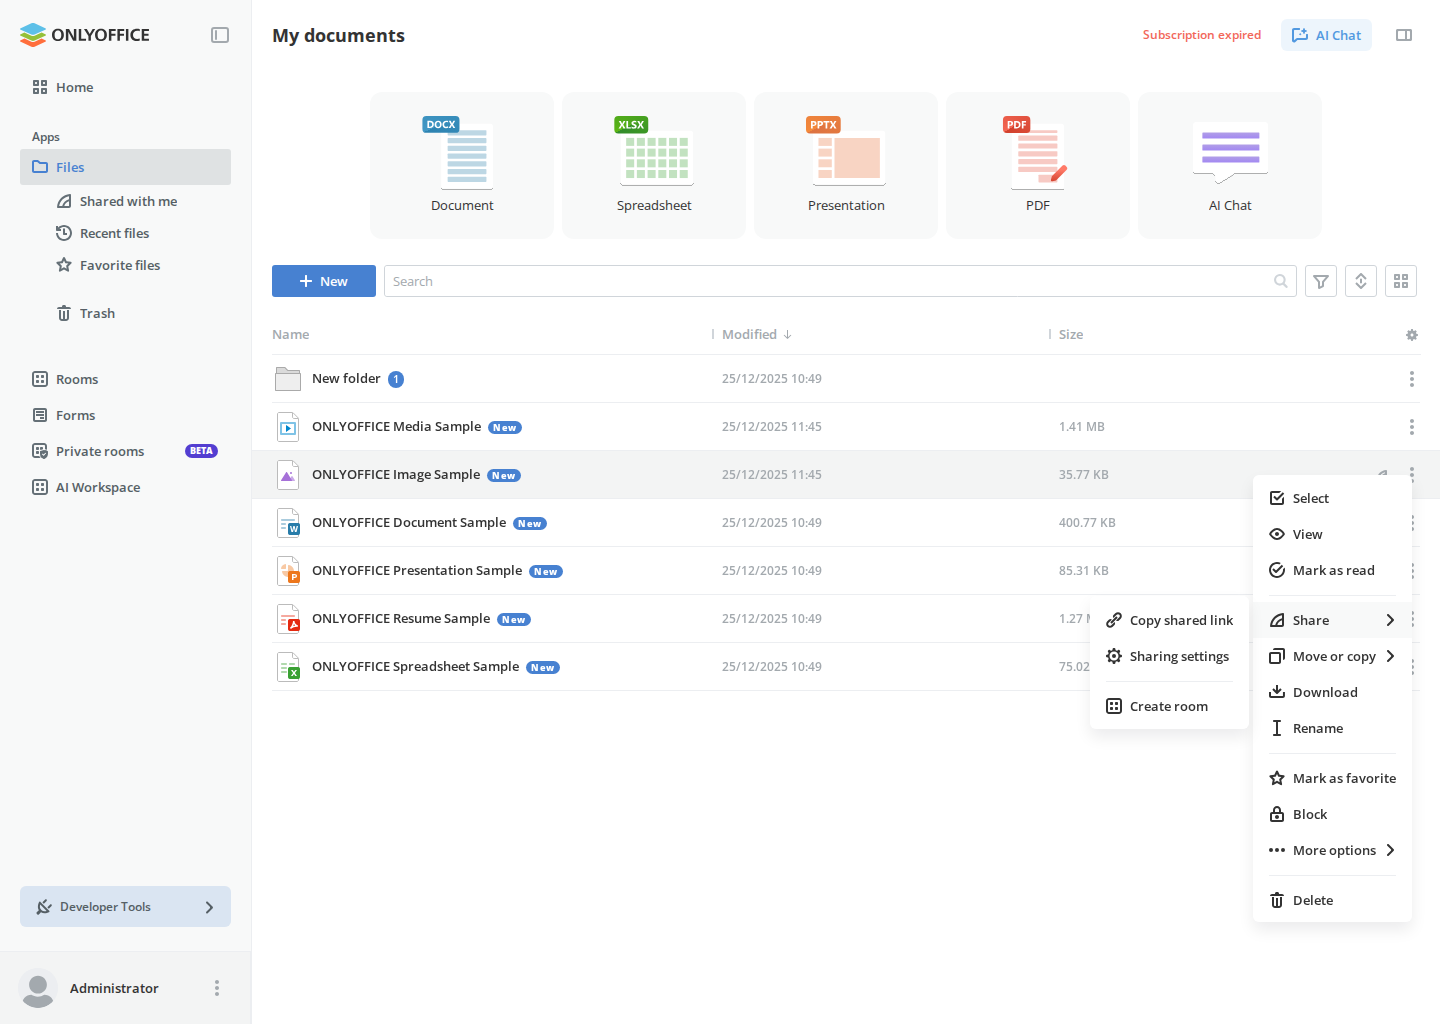 ONLYOFFICE
Home
Apps
Files
Shared with me
Recent files
Favorite files
Trash
Rooms
Forms
Private rooms BETA
AI Workspace
Developer Tools
Administrator
My documents
Subscription expired
AI Chat
DOCX
Document
XLSX
Spreadsheet
PPTX
Presentation
PDF
PDF
AI Chat
New
Search
Name Modified Size
New folder 1 25/12/2025 10:49
ONLYOFFICE Media Sample New 25/12/2025 11:45 1.41 MB
ONLYOFFICE Image Sample New 25/12/2025 11:45 35.77 KB
ONLYOFFICE Document Sample New 25/12/2025 10:49 400.77 KB
ONLYOFFICE Presentation Sample New 25/12/2025 10:49 85.31 KB
ONLYOFFICE Resume Sample New 25/12/2025 10:49 1.27
ONLYOFFICE Spreadsheet Sample New 25/12/2025 10:49 75.02
Copy shared link
Sharing settings
Create room
Select
View
Mark as read
Share
Move or copy
Download
Rename
Mark as favorite
Block
More options
Delete